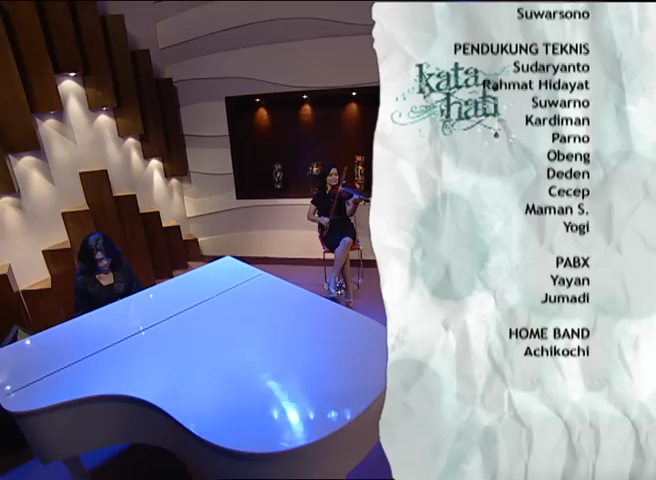 Suwarsono
PENDUKUNG TEKNIS
Sudaryanto
Rahmat Hidayat
Suwarno
Kardiman
Parno
Obeng
Deden
Cecep
Maman S.
Yogi
kata
hati
PABX
Yayan
Jumadi
HOME BAND
Achikochi